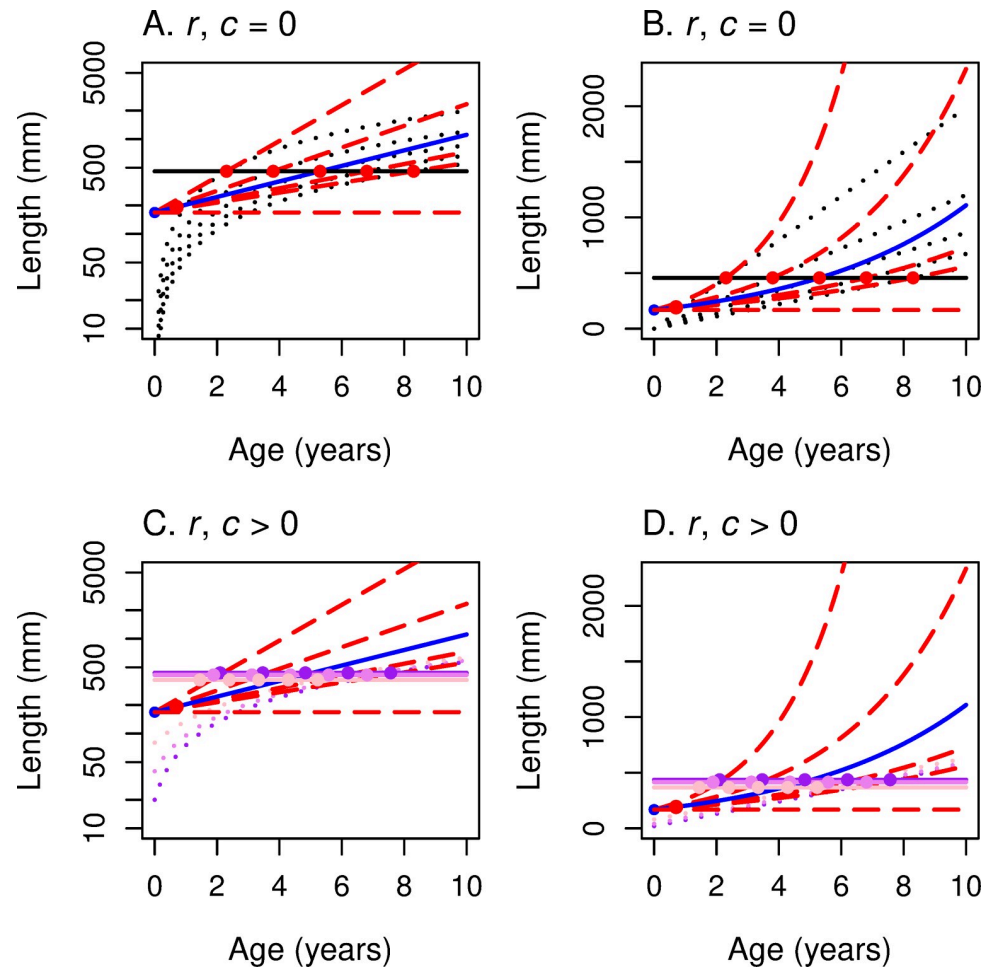 A. r, c = 0
Length (mm)
5000
500
50
10
0 2 4 6 8 10
Age (years)
B. r, c = 0
Length (mm)
2000
1000
0
0 2 4 6 8 10
Age (years)
C. r, c > 0
Length (mm)
5000
500
50
10
0 2 4 6 8 10
Age (years)
D. r, c > 0
Length (mm)
2000
1000
0
0 2 4 6 8 10
Age (years)